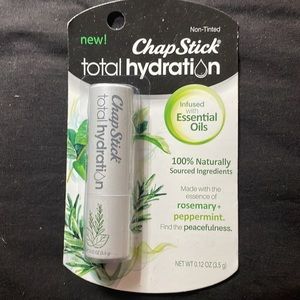 new!
Non-Tinted
ChapStick®
total hydration
Infused
with
Essential
Oils
100% Naturally
Sourced Ingredients
Made with the
essence of
rosemary +
peppermint.
Find the peacefulness.
NET WT 0.12 OZ (3.5 g)
ChapStick
total hydration